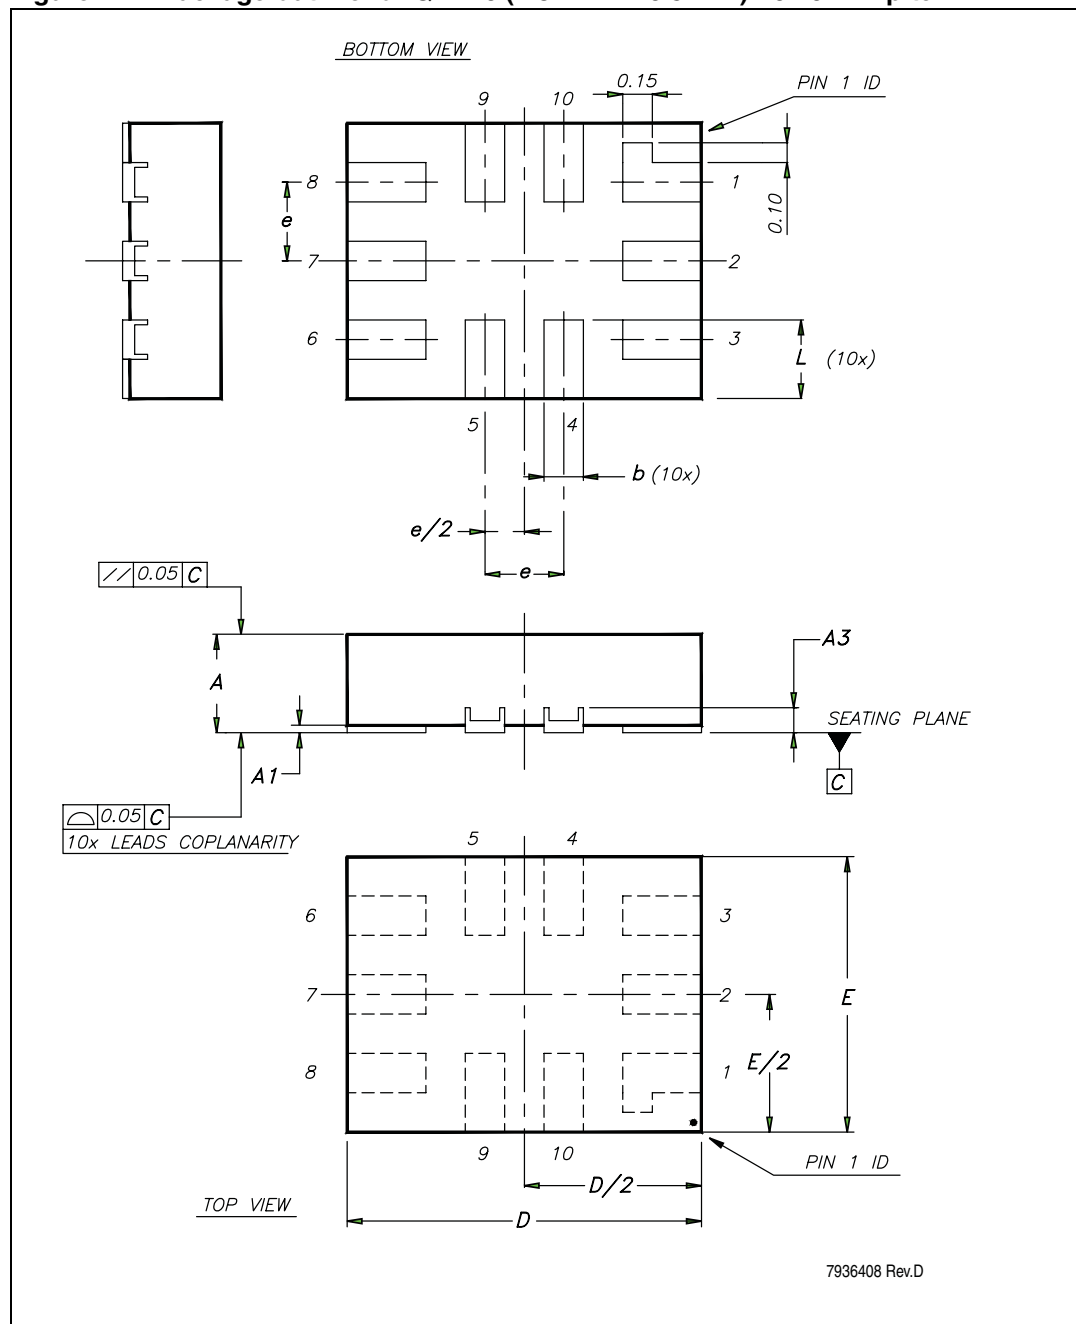 BOTTOM VIEW
0.15
PIN 1 ID
9 10
8
1
e
0.10
7
2
6
3
L (10x)
5 4
b (10x)
e/2
e
// 0.05 C
A3
A
SEATING PLANE
A1
C
0.05 C
10x LEADS COPLANARITY
5 4
6
3
7
2
E
E/2
8
1
9 10
PIN 1 ID
D/2
TOP VIEW
D
7936408 Rev.D